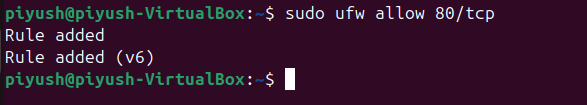 piyush@piyush-VirtualBox:~$ sudo ufw allow 80/tcp
Rule added
Rule added (v6)
piyush@piyush-VirtualBox:~$